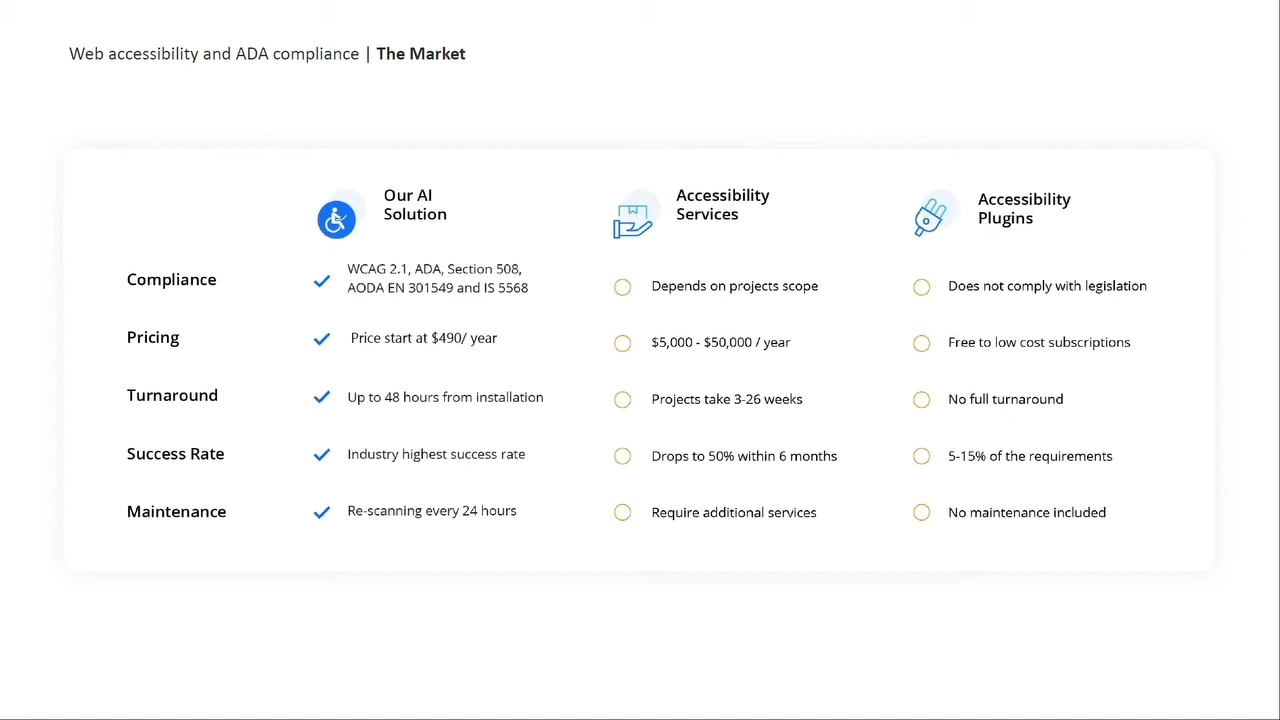 Web accessibility and ADA compliance | The Market
Our AI
Solution
Accessibility
Services
Accessibility
Plugins
Compliance
WCAG 2.1, ADA, Section 508,
AODA EN 301549 and IS 5568
Depends on projects scope
Does not comply with legislation
Pricing
Price start at $490/ year
$5,000 - $50,000 / year
Free to low cost subscriptions
Turnaround
Up to 48 hours from installation
Projects take 3-26 weeks
No full turnaround
Success Rate
Industry highest success rate
Drops to 50% within 6 months
5-15% of the requirements
Maintenance
Re-scanning every 24 hours
Require additional services
No maintenance included